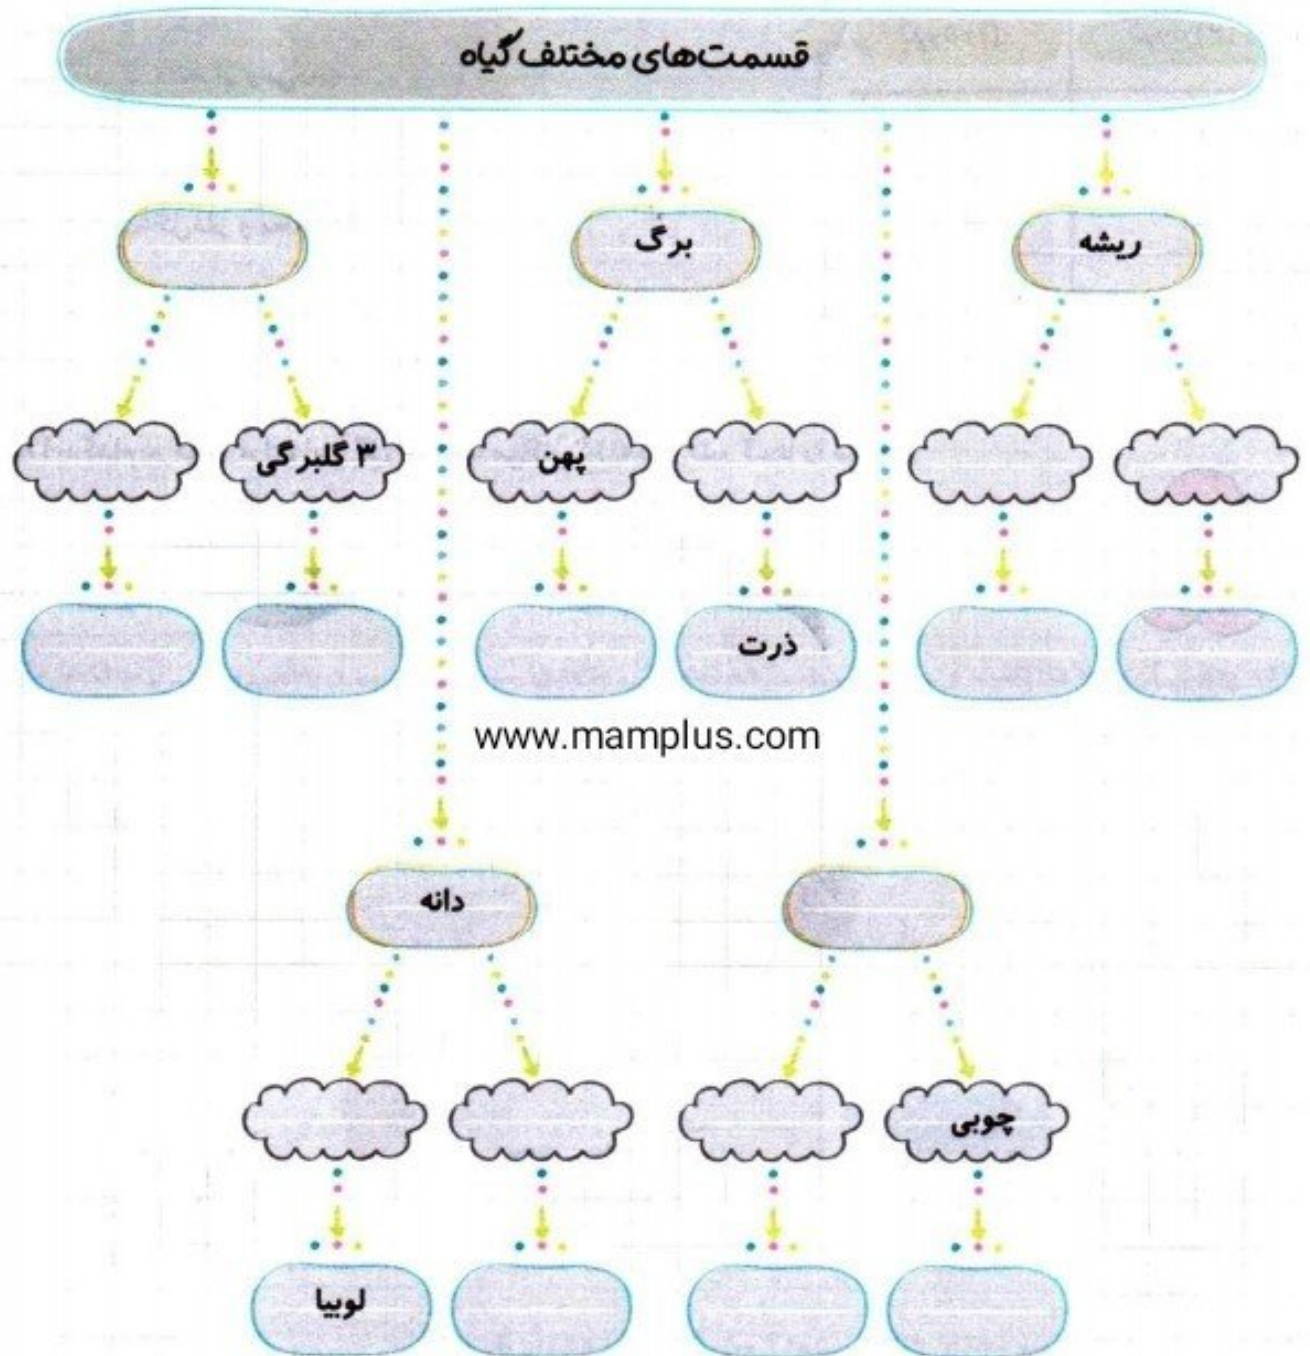 قسمت‌های مختلف گیاه
ریشه
برگ
۳ گلبرگی
پهن
ذرت
www.mamplus.com
دانه
چوبی
لوبیا